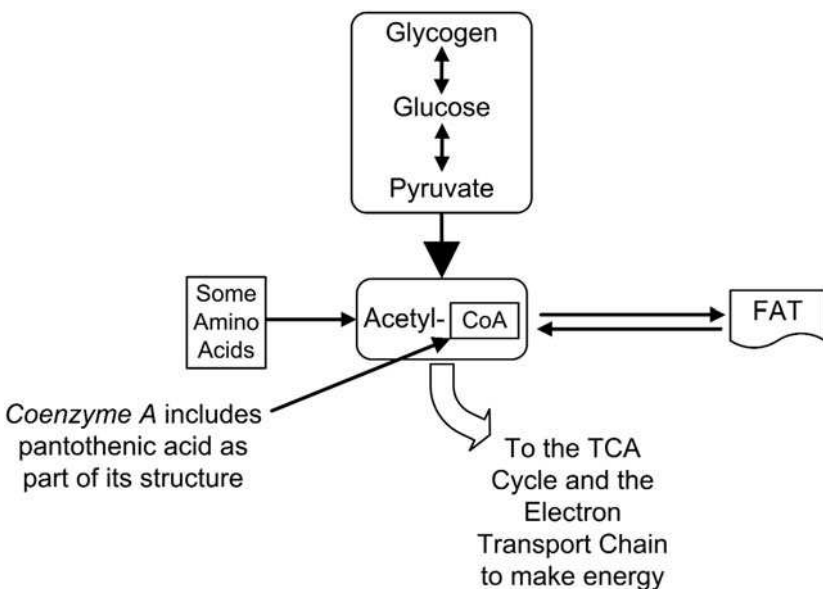 Glycogen
Glucose
Pyruvate
Some
Amino
Acids
Acetyl-
CoA
FAT
Coenzyme A includes
pantothenic acid as
part of its structure
To the TCA
Cycle and the
Electron
Transport Chain
to make energy